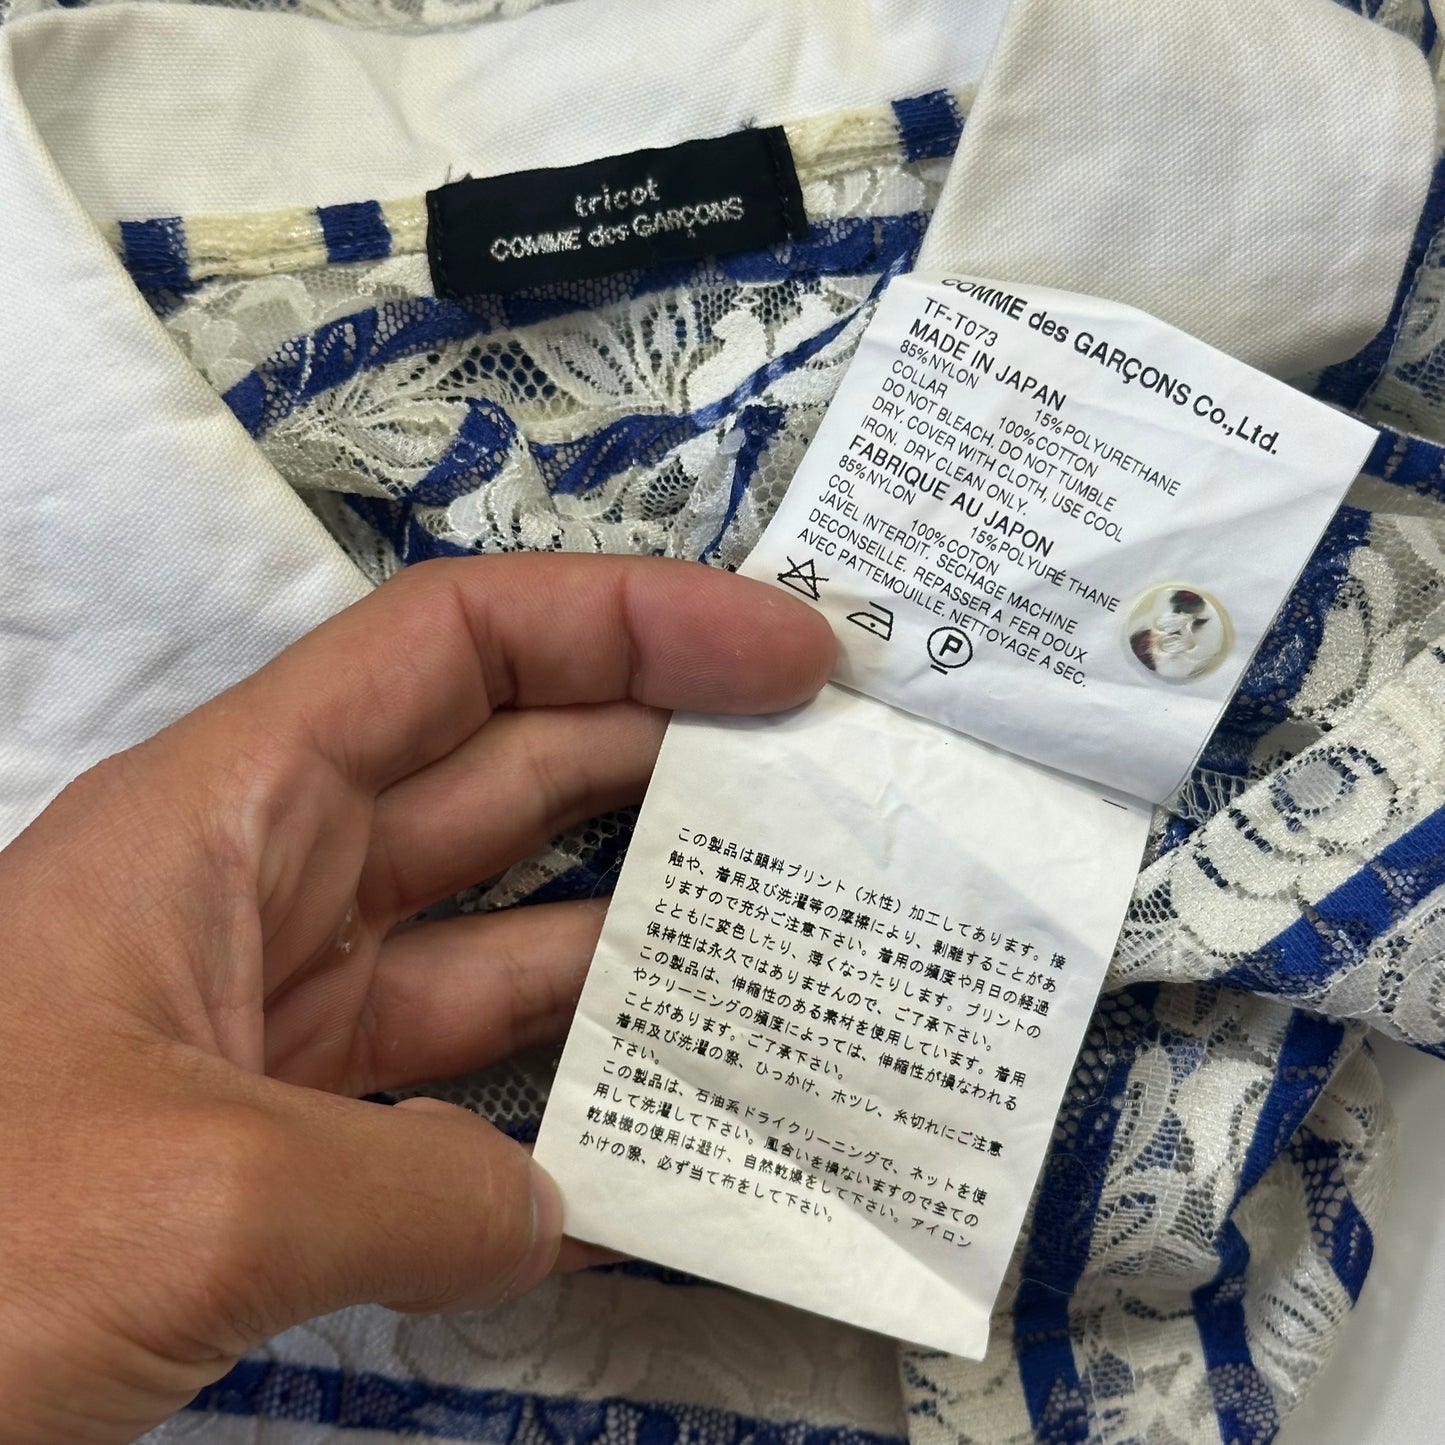 tricot
COMME des GARÇONS
COMME des GARÇONS Co.,Ltd.
TF-T073
MADE IN JAPAN
85%NYLON 15%POLYURETHANE
COLLAR 100%COTTON
DO NOT BLEACH. DO NOT TUMBLE
DRY. COVER WITH CLOTH, USE COOL
IRON. DRY CLEAN ONLY.
FABRIQUE AU JAPON
85%NYLON 15%POLYURÉ THANE
COL 100%COTON
JAVEL INTERDIT. SECHAGE MACHINE
DECONSEILLE. REPASSER A FER DOUX
AVEC PATTEMOUILLE. NETTOYAGE A SEC.
P
この製品は顔料プリント（水性）加工してあります。接
触や、着用及び洗濯等の摩擦により、剥離することがあ
りますので充分ご注意下さい。着用の頻度や月日の経過
とともに変色したり、薄くなったりします。プリントの
保持性は永久ではありませんので、ご了承下さい。
この製品は、伸縮性のある素材を使用しています。着用
やクリーニングの頻度によっては、伸縮性が損なわれる
ことがあります。ご了承下さい。
着用及び洗濯の際、ひっかけ、ホツレ、糸切れにご注意
下さい。
この製品は、石油系ドライクリーニングで、ネットを使
用して洗濯して下さい。風合いを損ないますので全ての
乾燥機の使用は避け、自然乾燥をして下さい。アイロン
かけの際、必ず当て布をして下さい。